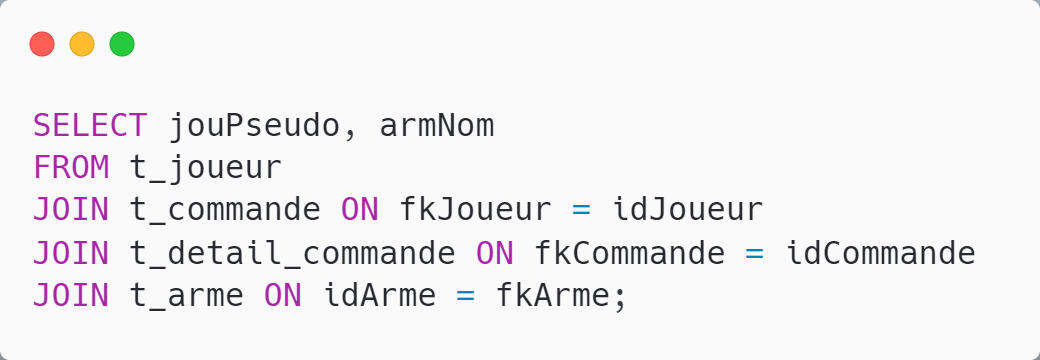 SELECT jouPseudo, armNom
FROM t_joueur
JOIN t_commande ON fkJoueur = idJoueur
JOIN t_detail_commande ON fkCommande = idCommande
JOIN t_arme ON idArme = fkArme;